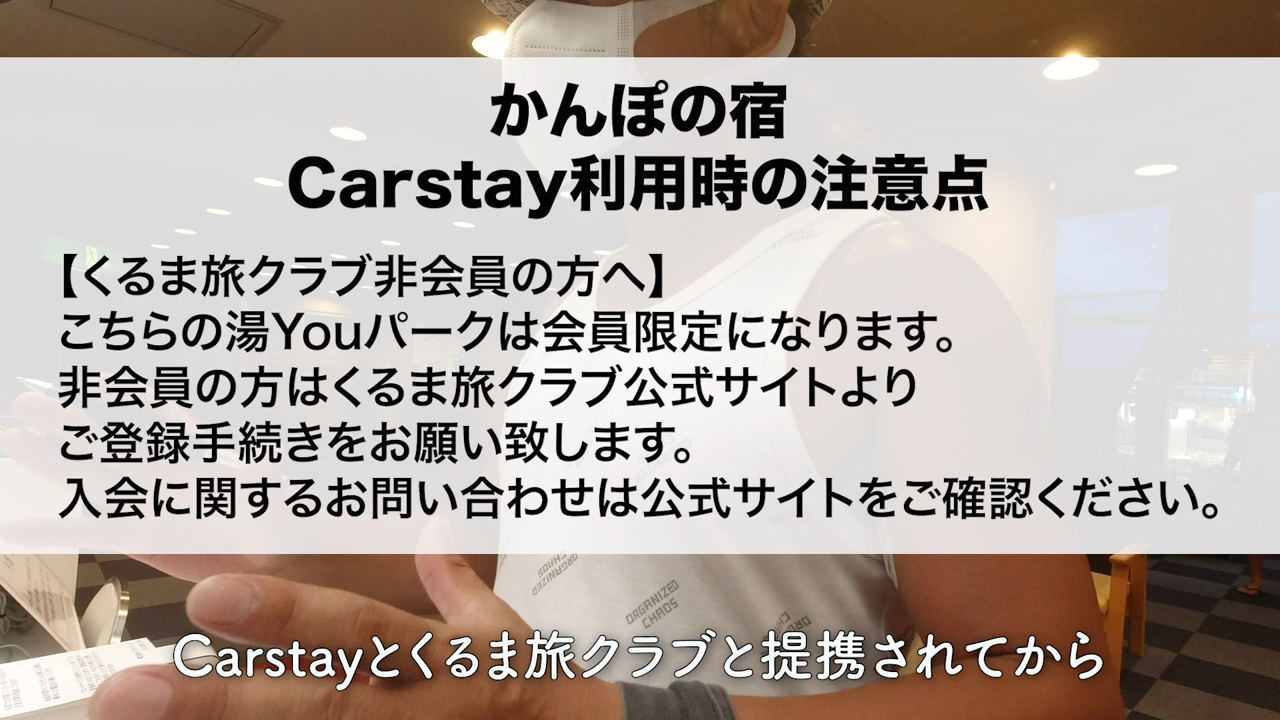 かんぽの宿
Carstay利用時の注意点
【くるま旅クラブ非会員の方へ】
こちらの湯Youパークは会員限定になります。
非会員の方はくるま旅クラブ公式サイトより
ご登録手続きをお願い致します。
入会に関するお問い合わせは公式サイトをご確認ください。
ORGANIZED
CHAOS
ORGANIZED
CHAOS
Carstayとくるま旅クラブと提携されてから